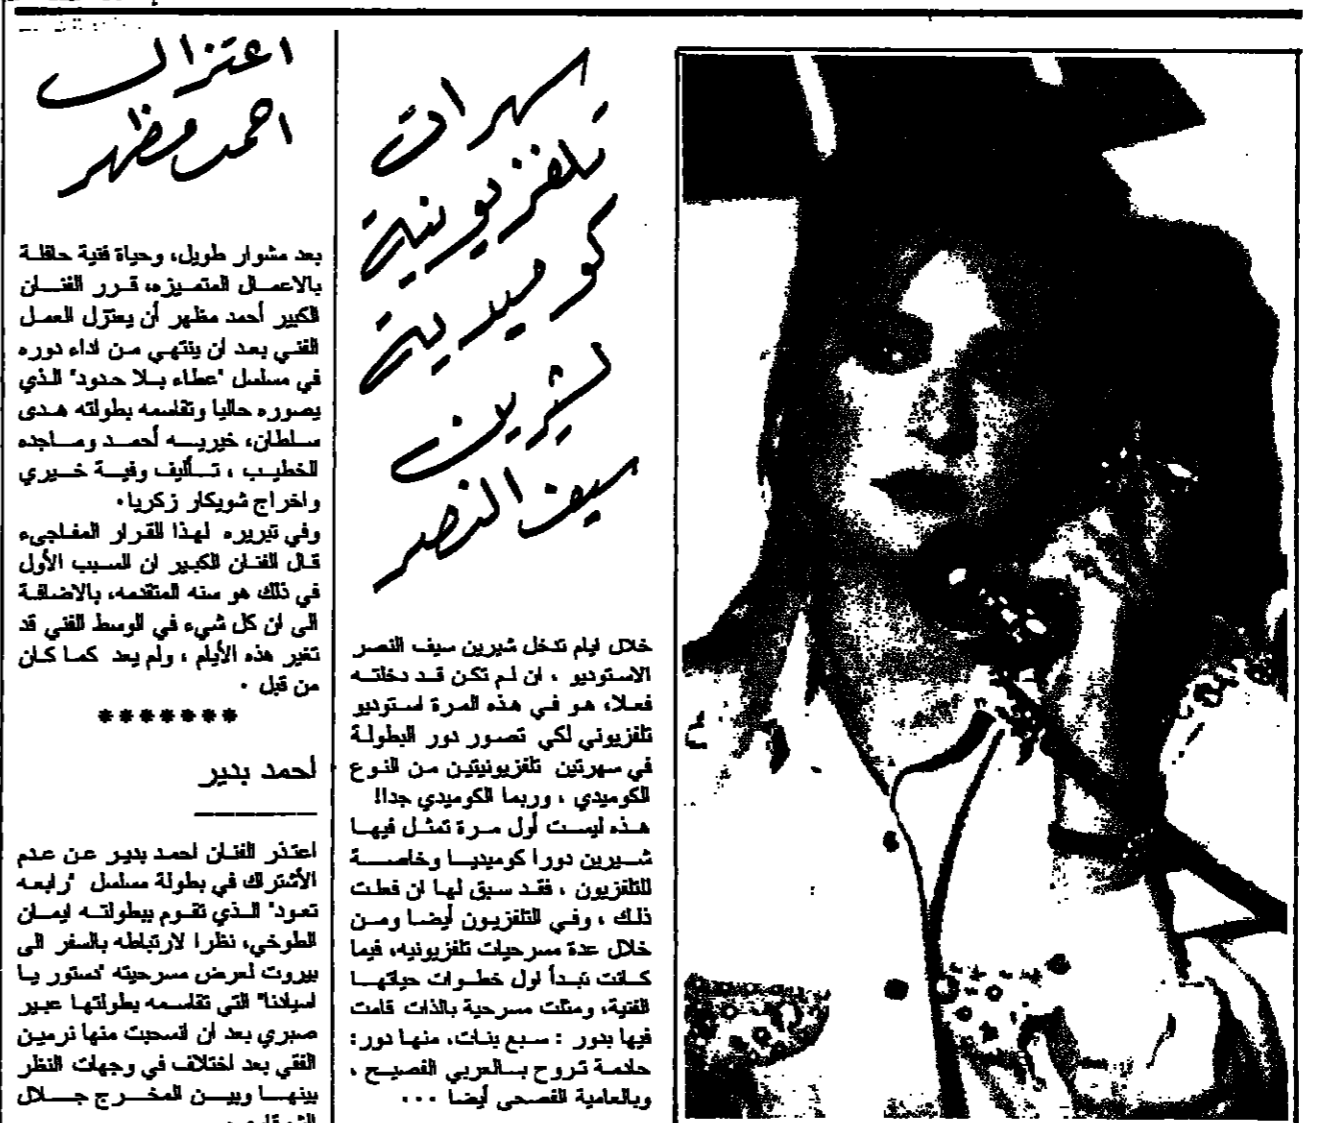 سهرات
تلفزيونية
كوميدية
لشيرين
سيف النصر
خلال ايام تدخل شيرين سيف النصر
الاستوديو ، ان لم تكن قد دخلته
فعلا، هو في هذه المرة استوديو
تلفزيوني لكي تصور دور البطولة
في سهرتين تلفزيونيتين من النوع
الكوميدي ، وربما الكوميدي جدا!!
هذه ليست أول مرة تمثل فيها
شيرين دورا كوميديا وخاصة
للتلفزيون ، فقد سبق لها ان فعلت
ذلك ، وفي التلفزيون أيضا ومن
خلال عدة مسرحيات تلفزيونيه، فيما
كانت تبدأ اول خطوات حياتها
الفنية، ومثلت مسرحية بالذات قامت
فيها بدور : سبع بنات، منها دور:
خادمة تروح بالعربي الفصيح ،
وبالعامية الفصحى أيضا ...
اعتزال
احمد مظهر
بعد مشوار طويل، وحياة فنية حافلة
بالاعمال المتميزه، قرر الفنان
الكبير أحمد مظهر أن يعتزل العمل
الفني بعد ان ينتهي من اداء دوره
في مسلسل "عطاء بلا حدود" الذي
يصوره حاليا وتقاسمه بطولته هدى
سلطان، خيريه أحمد وماجده
الخطيب ، تأليف وفية خيري
واخراج شويكار زكريا.
وفي تبريره لهذا القرار المفاجىء
قال الفنان الكبير ان السبب الأول
في ذلك هو سنه المتقدمه، بالاضافة
الى ان كل شيء في الوسط الفني قد
تغير هذه الأيام ، ولم يعد كما كان
من قبل .
*******
أحمد بدير
اعتذر الفنان احمد بدير عن عدم
الأشتراك في بطولة مسلسل "رابعه
تعود" الذي تقوم ببطولته ايمان
الطوخي، نظرا لارتباطه بالسفر الى
بيروت لعرض مسرحيته "دستور يا
اسيادنا" التي تقاسمه بطولتها عبير
صبري بعد ان انسحبت منها نرمين
الفقي بعد اختلاف في وجهات النظر
بينها وبين المخرج جلال